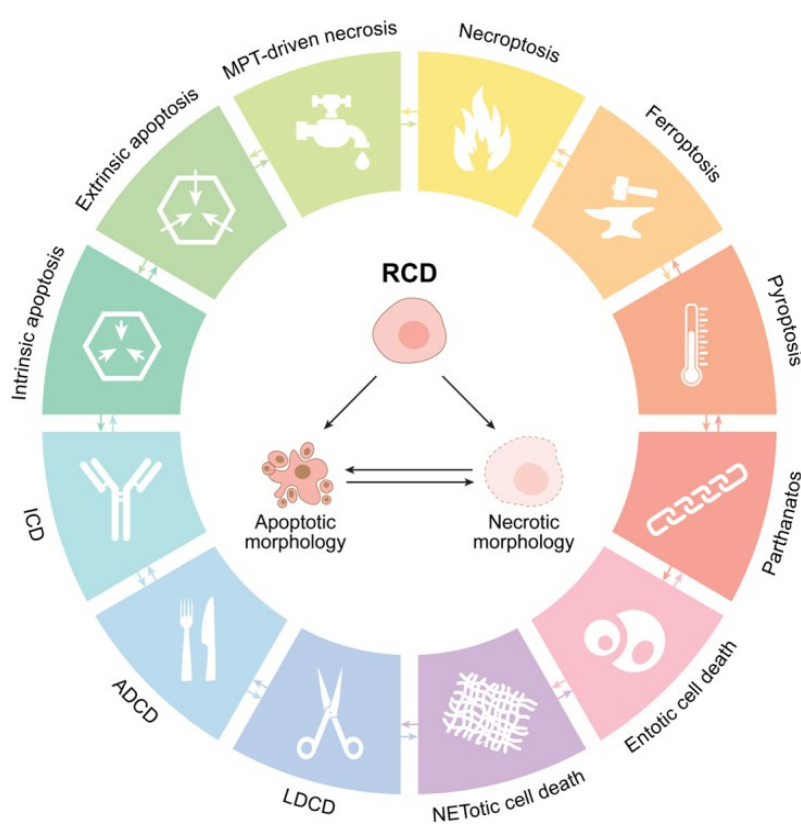 MPT-driven necrosis
Necroptosis
Ferroptosis
Pyroptosis
Parthanatos
Entotic cell death
NETotic cell death
LDCD
ADCD
ICD
Intrinsic apoptosis
Extrinsic apoptosis
RCD
Apoptotic
morphology
Necrotic
morphology